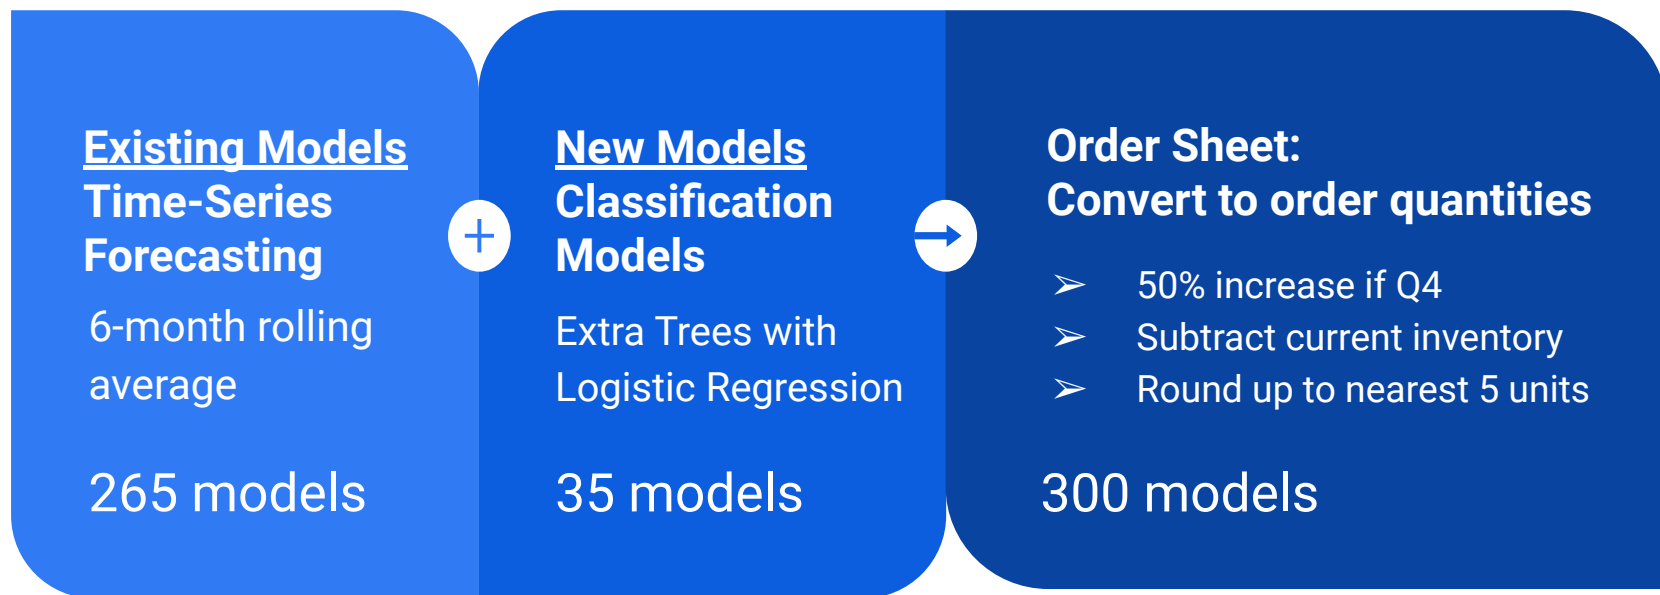 Existing Models
Time-Series
Forecasting
6-month rolling
average
265 models
+
New Models
Classification
Models
Extra Trees with
Logistic Regression
35 models
Order Sheet:
Convert to order quantities
➢ 50% increase if Q4
➢ Subtract current inventory
➢ Round up to nearest 5 units
300 models